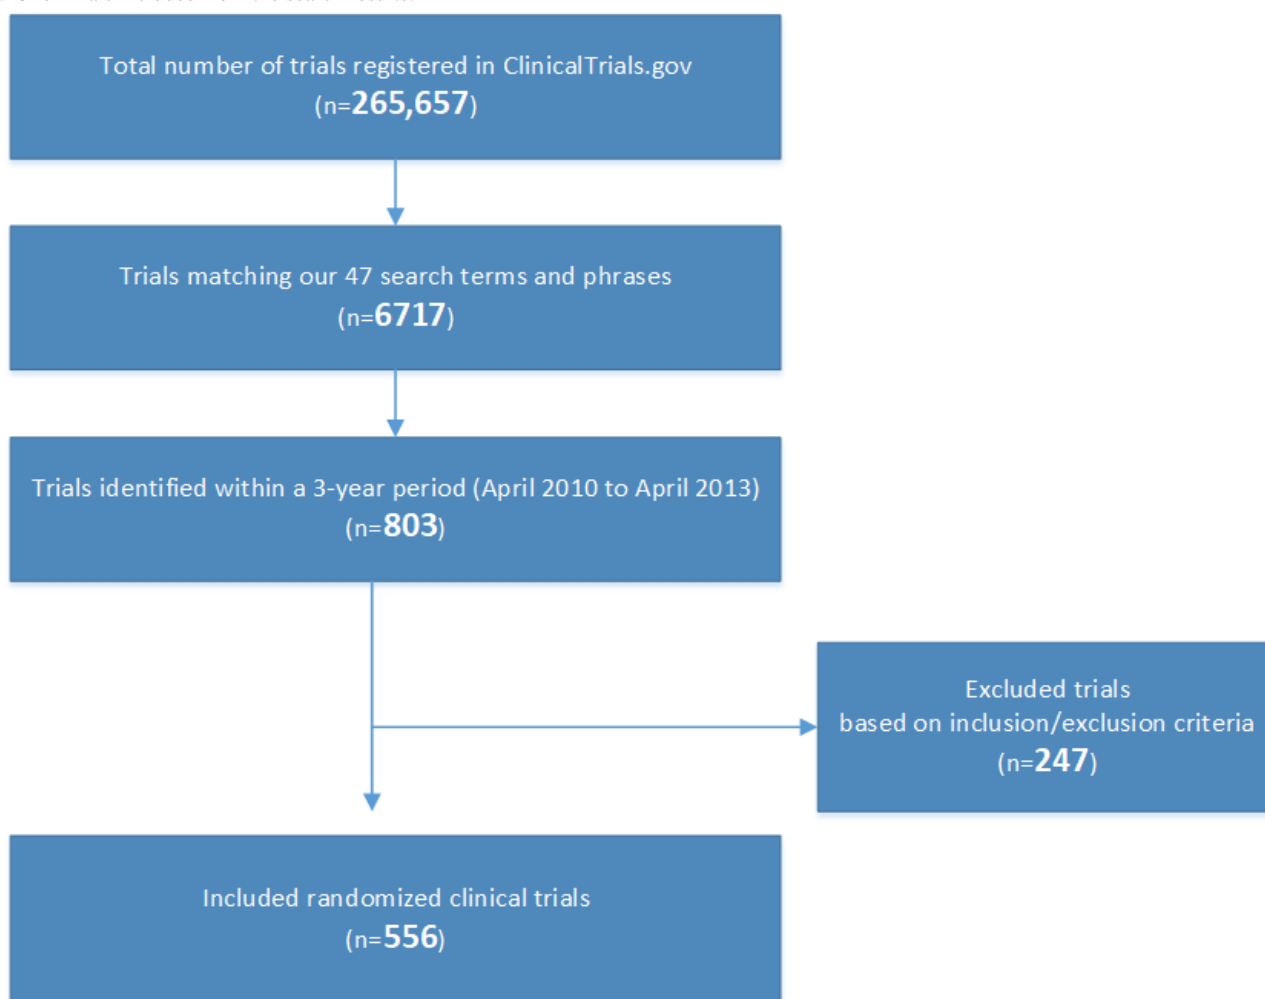 Total number of trials registered in ClinicalTrials.gov
(n=265,657)
Trials matching our 47 search terms and phrases
(n=6717)
Trials identified within a 3-year period (April 2010 to April 2013)
(n=803)
Excluded trials
based on inclusion/exclusion criteria
(n=247)
Included randomized clinical trials
(n=556)